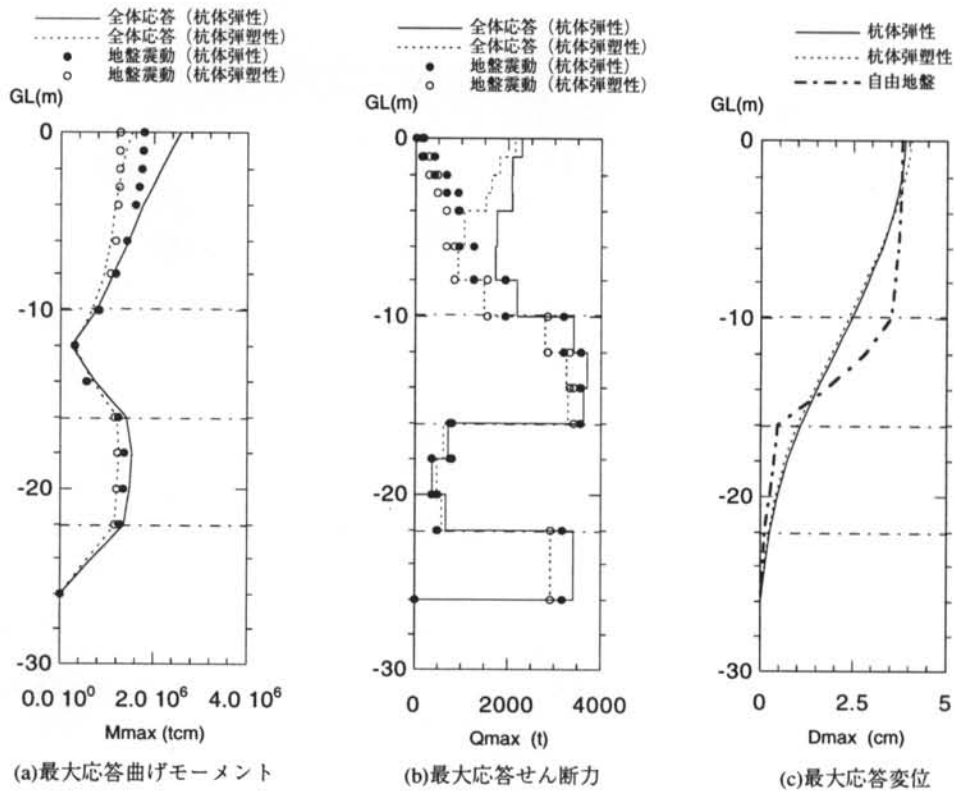 全体応答（杭体弾性）
全体応答（杭体弾塑性）
地盤震動（杭体弾性）
地盤震動（杭体弾塑性）
GL(m)
0
-10
-20
-30
0.0 10⁰ 2.0 10⁶ 4.0 10⁶
Mmax (tcm)
(a)最大応答曲げモーメント
全体応答（杭体弾性）
全体応答（杭体弾塑性）
地盤震動（杭体弾性）
地盤震動（杭体弾塑性）
GL(m)
0
-10
-20
-30
0 2000 4000
Qmax (t)
(b)最大応答せん断力
杭体弾性
杭体弾塑性
自由地盤
GL(m)
0
-10
-20
-30
0 2.5 5
Dmax (cm)
(c)最大応答変位